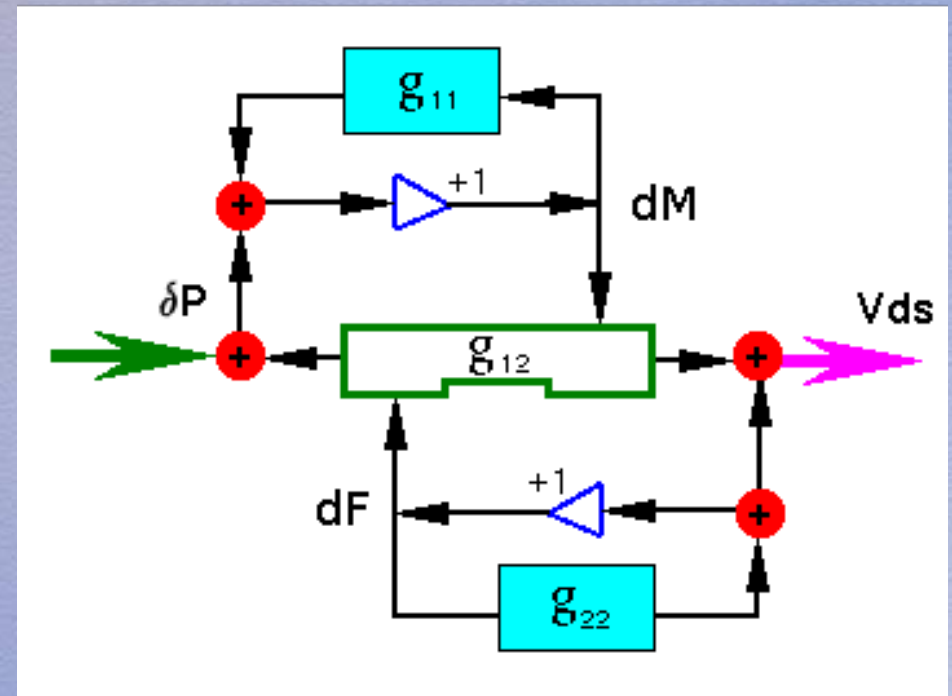 g₁₁
+
+1
dM
δP
Vds
+
g₁₂
+
+1
dF
+
g₂₂